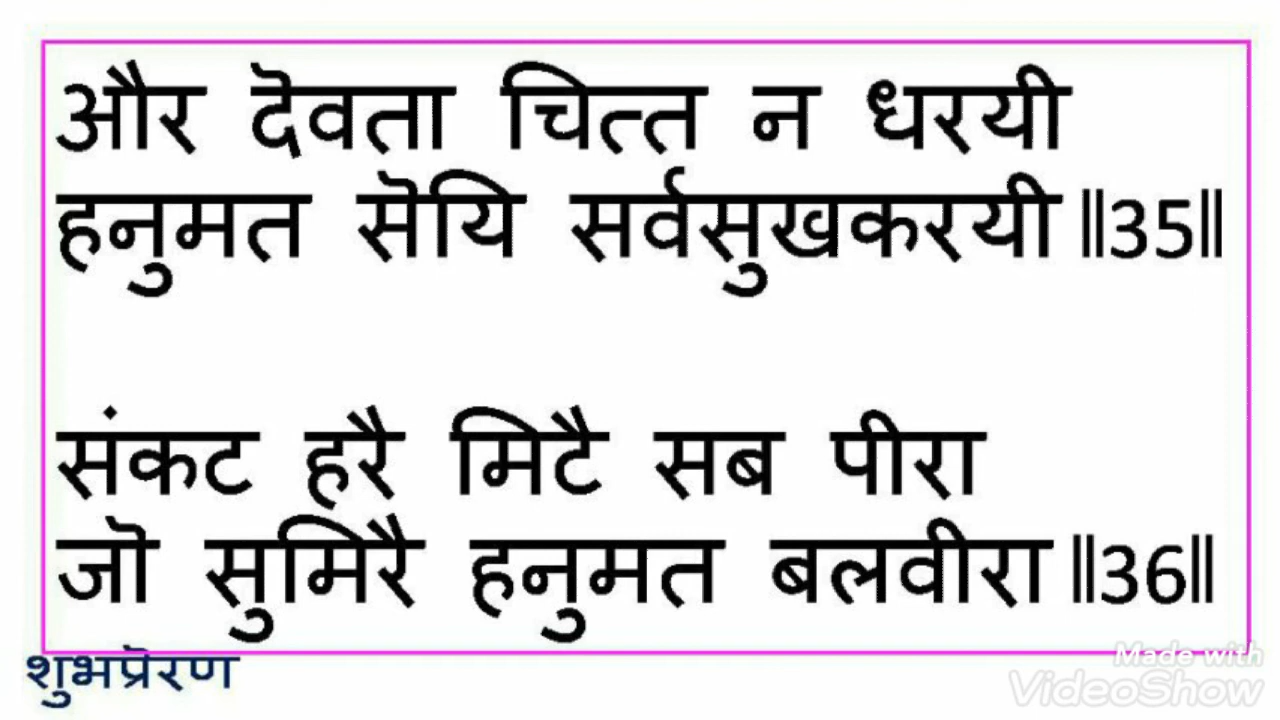 और दॆवता चित्त न धरयी
हनुमत सॆयि सर्वसुखकरयी ॥35॥
संकट हरै मिटै सब पीरा
जॊ सुमिरै हनुमत बलवीरा ॥36॥
शुभप्रॆरण
Made with
VideoShow